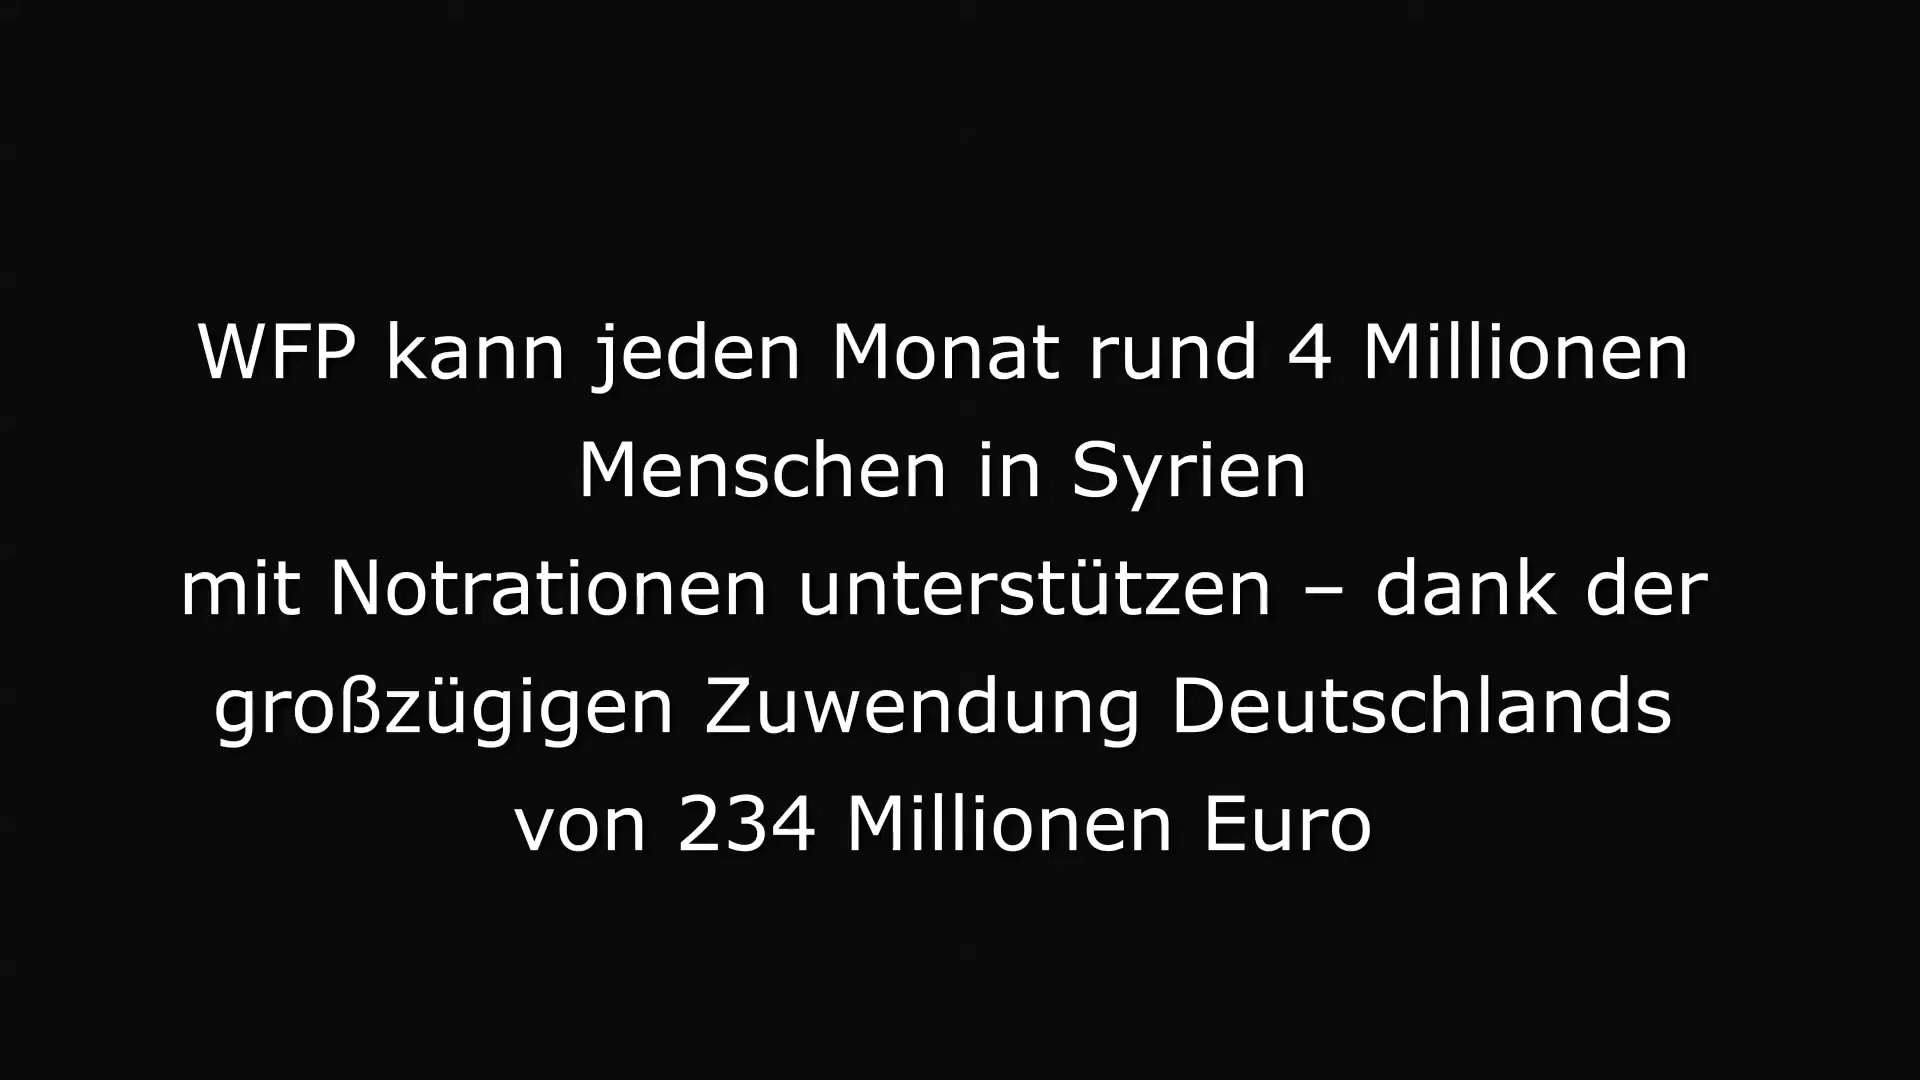 WFP kann jeden Monat rund 4 Millionen
Menschen in Syrien
mit Notrationen unterstützen – dank der
großzügigen Zuwendung Deutschlands
von 234 Millionen Euro